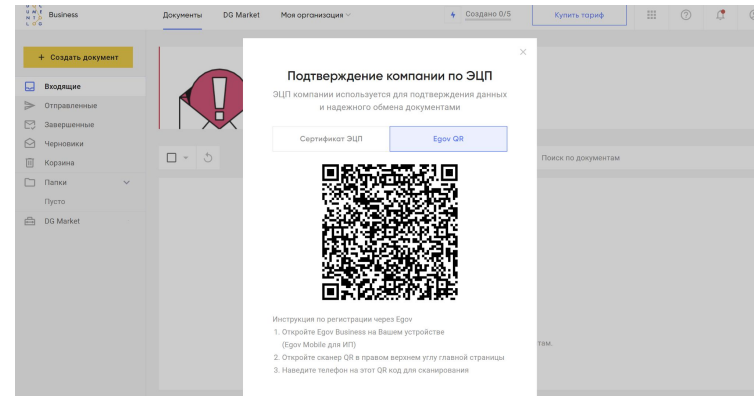 Business
Документы
DG Market
Моя организация
Создано 0/5
Купить тариф
+ Создать документ
Входящие
Отправленные
Завершенные
Черновики
Корзина
Папки
Пусто
DG Market
Поиск по документам
Подтверждение компании по ЭЦП
ЭЦП компании используется для подтверждения данных
и надежного обмена документами
Сертификат ЭЦП
Egov QR
Инструкция по регистрации через Egov
1. Откройте Egov Business на Вашем устройстве
(Egov Mobile для ИП)
2. Откройте сканер QR в правом верхнем углу главной страницы
3. Наведите телефон на этот QR код для сканирования